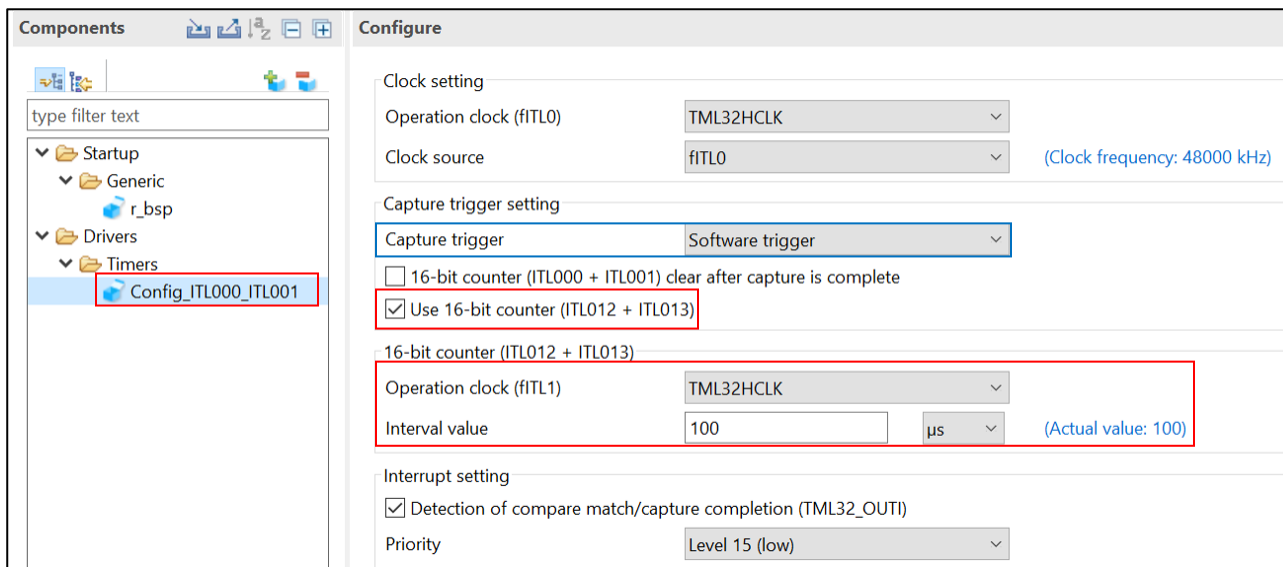 Components
Configure
type filter text
Startup
Generic
r_bsp
Drivers
Timers
Config_ITL000_ITL001
Clock setting
Operation clock (fITL0) TML32HCLK
Clock source fITL0 (Clock frequency: 48000 kHz)
Capture trigger setting
Capture trigger Software trigger
16-bit counter (ITL000 + ITL001) clear after capture is complete
Use 16-bit counter (ITL012 + ITL013)
16-bit counter (ITL012 + ITL013)
Operation clock (fITL1) TML32HCLK
Interval value 100 µs (Actual value: 100)
Interrupt setting
Detection of compare match/capture completion (TML32_OUTI)
Priority Level 15 (low)